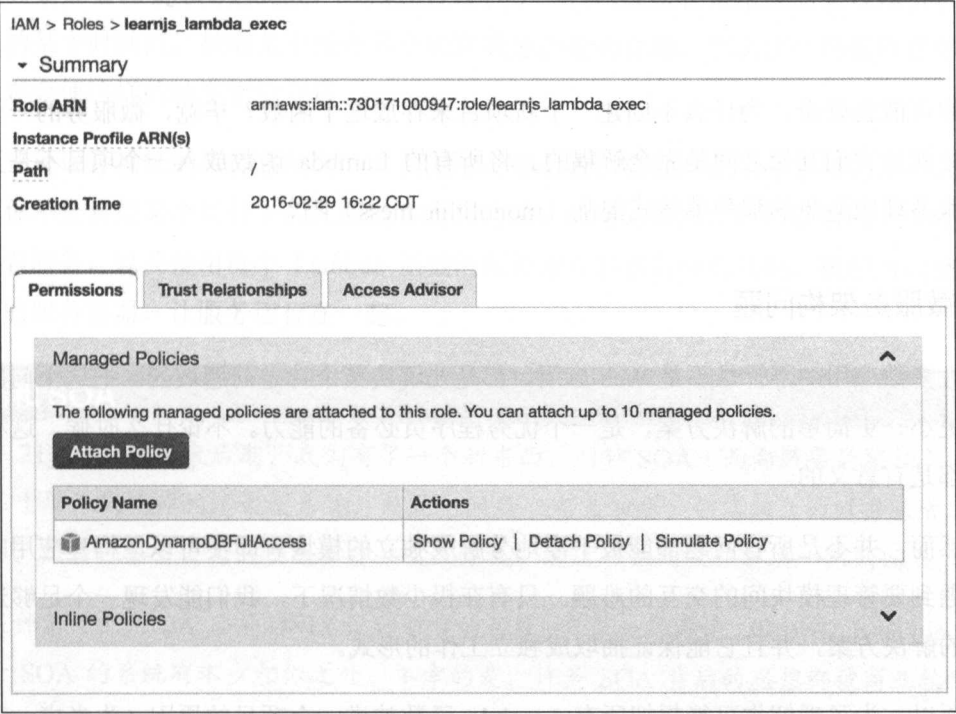 IAM > Roles > learnjs_lambda_exec
Summary
Role ARN arn:aws:iam::730171000947:role/learnjs_lambda_exec
Instance Profile ARN(s)
Path /
Creation Time 2016-02-29 16:22 CDT
Permissions Trust Relationships Access Advisor
Managed Policies
The following managed policies are attached to this role. You can attach up to 10 managed policies.
Attach Policy
Policy Name Actions
AmazonDynamoDBFullAccess Show Policy | Detach Policy | Simulate Policy
Inline Policies